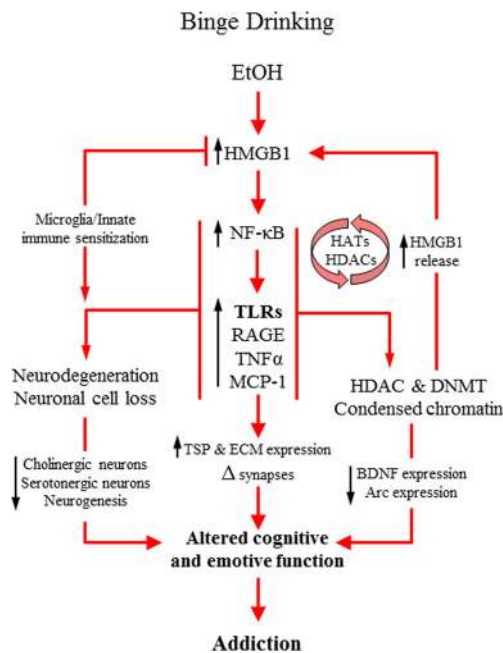 Binge Drinking
EtOH
HMGB1
Microglia/Innate
immune sensitization
NF-κB
HATs
HDACs
HMGB1
release
TLRs
RAGE
TNFα
MCP-1
Neurodegeneration
Neuronal cell loss
HDAC & DNMT
Condensed chromatin
TSP & ECM expression
Δ synapses
Cholinergic neurons
Serotonergic neurons
Neurogenesis
BDNF expression
Arc expression
Altered cognitive
and emotive function
Addiction